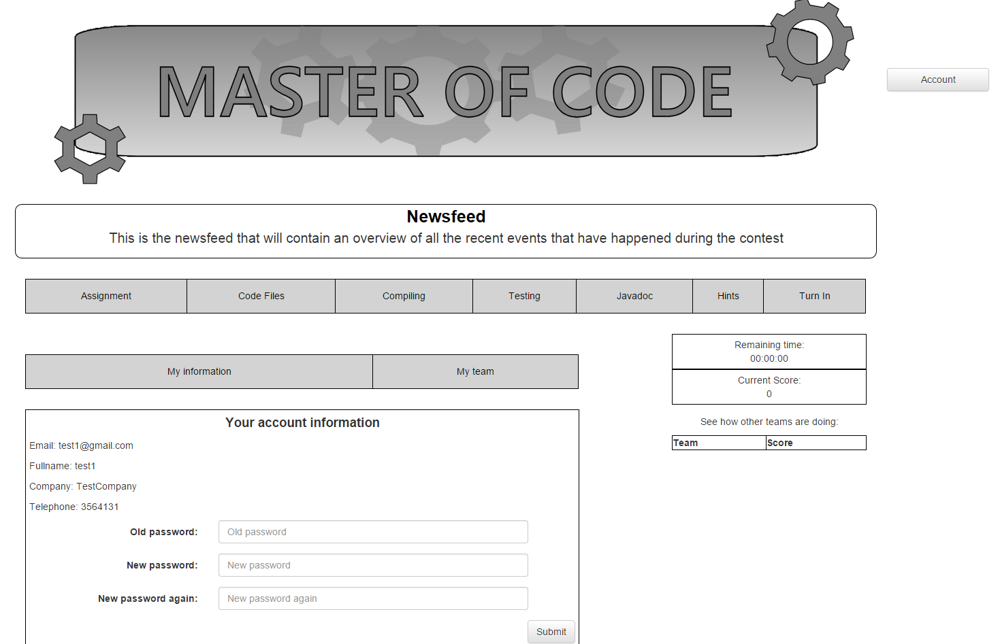 MASTER OF CODE
Account
Newsfeed
This is the newsfeed that will contain an overview of all the recent events that have happened during the contest
Assignment Code Files Compiling Testing Javadoc Hints Turn In
My information My team
Remaining time:
00:00:00
Current Score:
0
See how other teams are doing:
Team Score
Your account information
Email: test1@gmail.com
Fullname: test1
Company: TestCompany
Telephone: 3564131
Old password: Old password
New password: New password
New password again: New password again
Submit